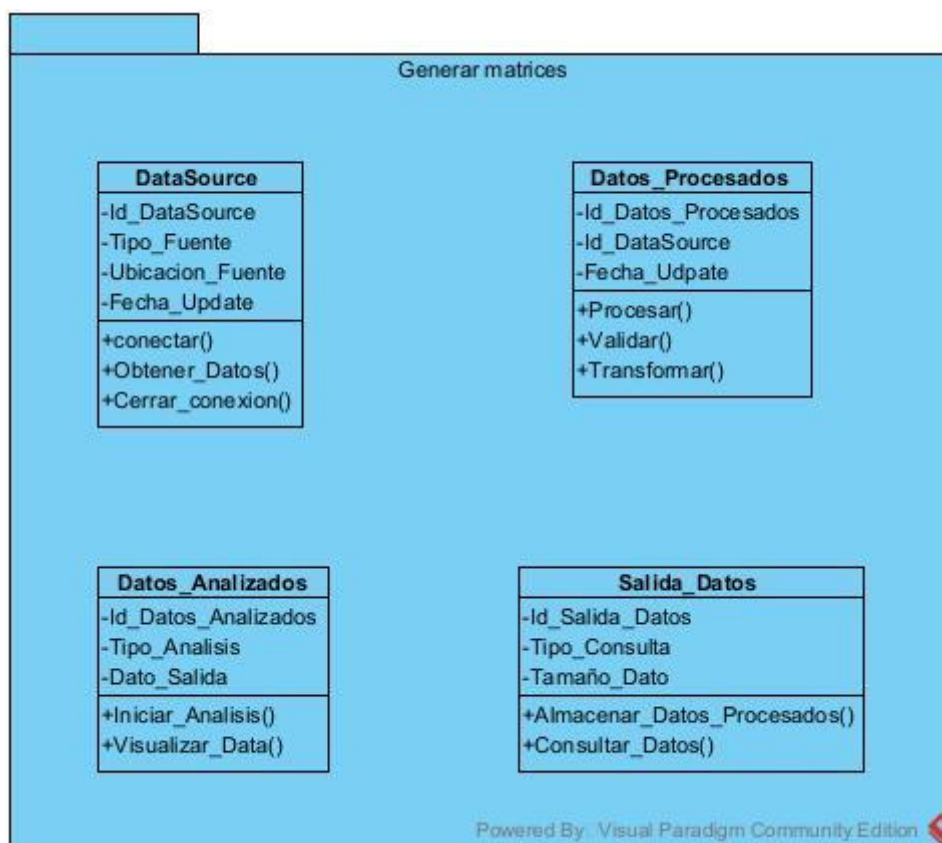 Generar matrices
DataSource
-Id_DataSource
-Tipo_Fuente
-Ubicacion_Fuente
-Fecha_Update
+conectar()
+Obtener_Datos()
+Cerrar_conexion()
Datos_Procesados
-Id_Datos_Procesados
-Id_DataSource
-Fecha_Udpate
+Procesar()
+Validar()
+Transformar()
Datos_Analizados
-Id_Datos_Analizados
-Tipo_Analisis
-Dato_Salida
+Iniciar_Analisis()
+Visualizar_Data()
Salida_Datos
-Id_Salida_Datos
-Tipo_Consulta
-Tamaño_Dato
+Almacenar_Datos_Procesados()
+Consultar_Datos()
Powered By Visual Paradigm Community Edition